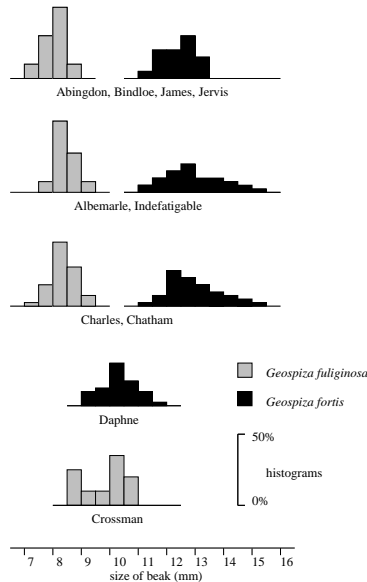 Abingdon, Bindloe, James, Jervis
Albemarle, Indefatigable
Charles, Chatham
Geospiza fuliginosa
Geospiza fortis
Daphne
50%
histograms
0%
Crossman
7 8 9 10 11 12 13 14 15 16
size of beak (mm)